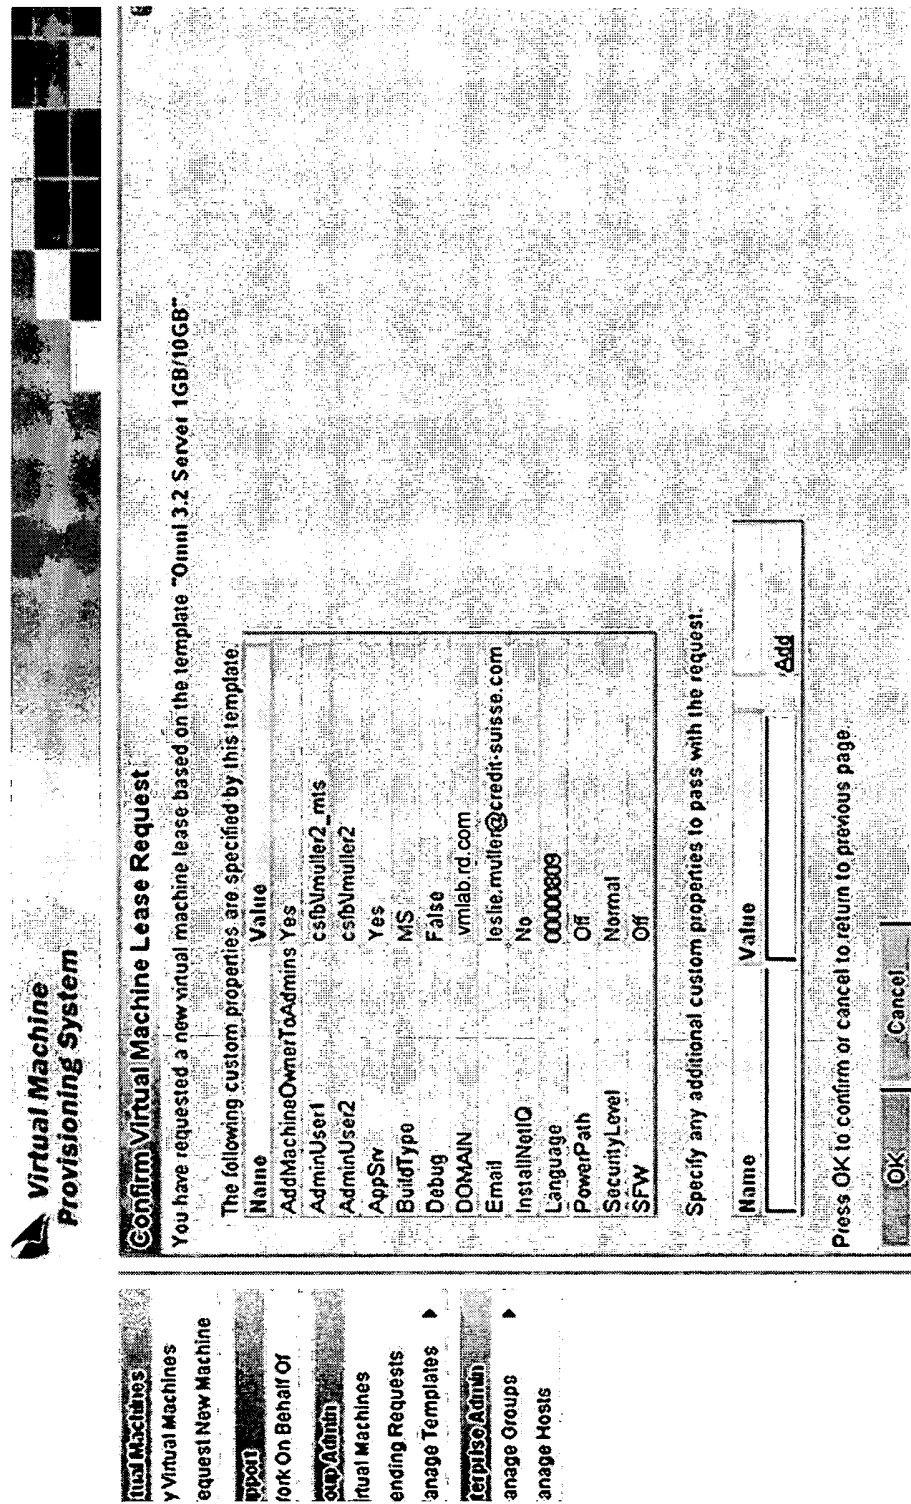 Virtual Machine
Provisioning System
tual Machines
y Virtual Machines
equest New Machine
pport
ork On Behalf Of
oup Admin
rtual Machines
ending Requests
anage Templates
terprise Admin
anage Groups
anage Hosts
Confirm Virtual Machine Lease Request
You have requested a new virtual machine lease based on the template "Omni 3.2 Server 1GB/10GB".
The following custom properties are specified by this template.
Name Value
AddMachineOwnerToAdmins Yes
AdminUser1 csfb\/muller2_mts
AdminUser2 csfb\/muller2
AppSrv Yes
BuildType MS
Debug False
DOMAIN vmlab.rd.com
Email leslie.muller@credit-suisse.com
InstallNetIQ No
Language 00000809
PowerPath Off
SecurityLevel Normal
SFW Off
Specify any additional custom properties to pass with the request.
Name Value
Add
Press OK to confirm or cancel to return to previous page.
OK Cancel